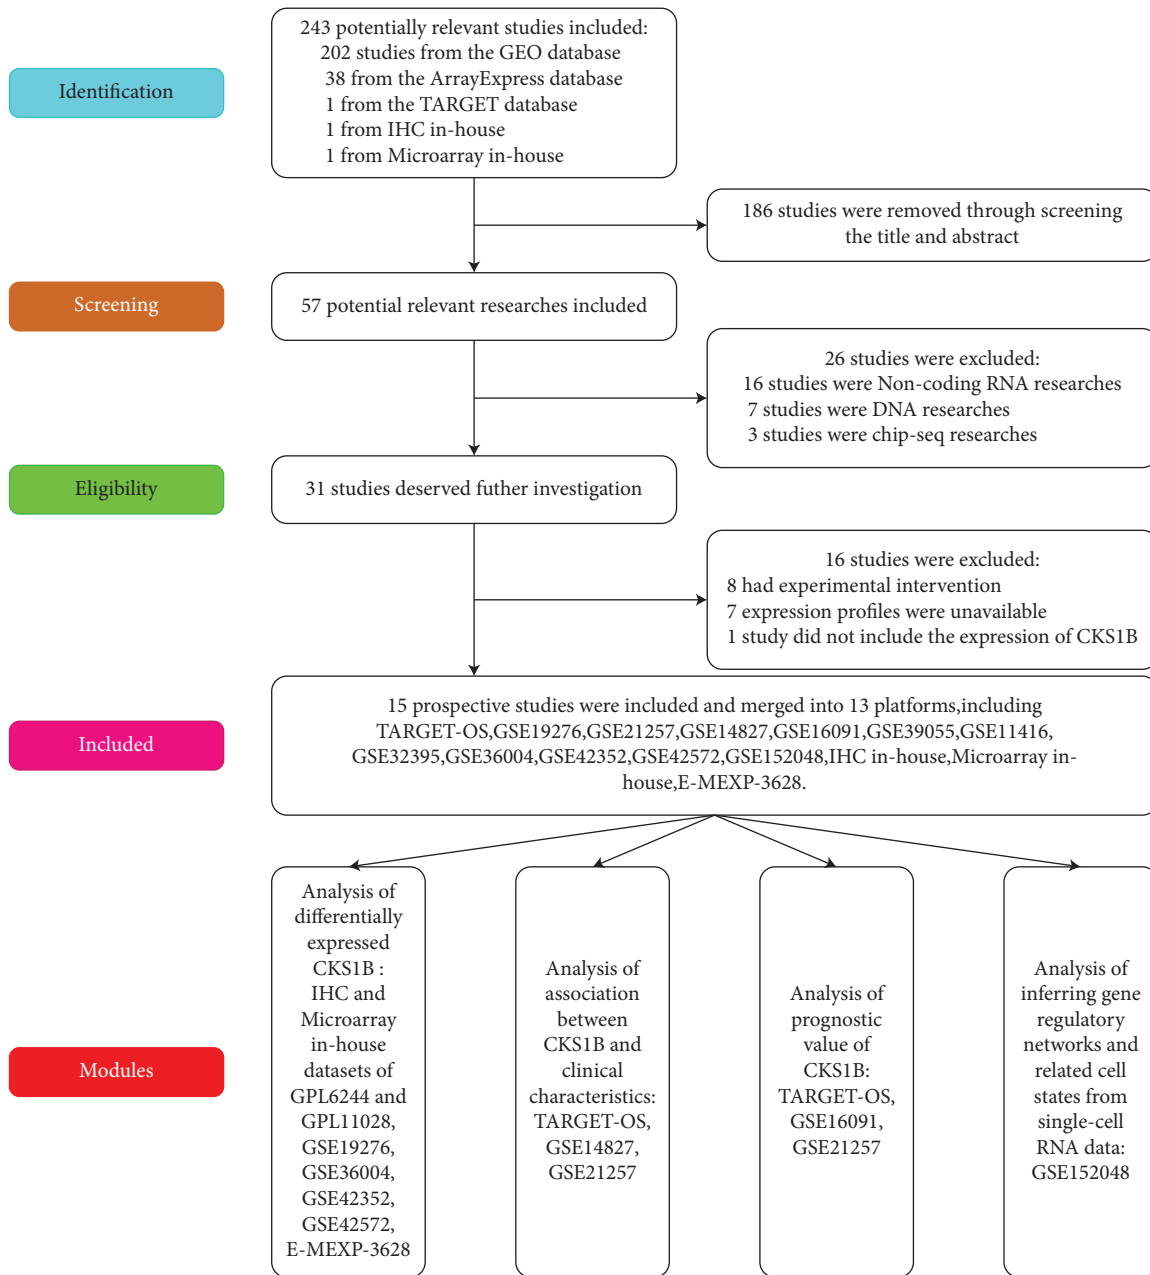 Identification
243 potentially relevant studies included:
202 studies from the GEO database
38 from the ArrayExpress database
1 from the TARGET database
1 from IHC in-house
1 from Microarray in-house
186 studies were removed through screening
the title and abstract
Screening
57 potential relevant researches included
26 studies were excluded:
16 studies were Non-coding RNA researches
7 studies were DNA researches
3 studies were chip-seq researches
Eligibility
31 studies deserved futher investigation
16 studies were excluded:
8 had experimental intervention
7 expression profiles were unavailable
1 study did not include the expression of CKS1B
Included
15 prospective studies were included and merged into 13 platforms,including
TARGET-OS,GSE19276,GSE21257,GSE14827,GSE16091,GSE39055,GSE11416,
GSE32395,GSE36004,GSE42352,GSE42572,GSE152048,IHC in-house,Microarray in-
house,E-MEXP-3628.
Modules
Analysis of
differentially
expressed
CKS1B :
IHC and
Microarray
in-house
datasets of
GPL6244 and
GPL11028,
GSE19276,
GSE36004,
GSE42352,
GSE42572,
E-MEXP-3628
Analysis of
association
between
CKS1B and
clinical
characteristics:
TARGET-OS,
GSE14827,
GSE21257
Analysis of
prognostic
value of
CKS1B:
TARGET-OS,
GSE16091,
GSE21257
Analysis of
inferring gene
regulatory
networks and
related cell
states from
single-cell
RNA data:
GSE152048